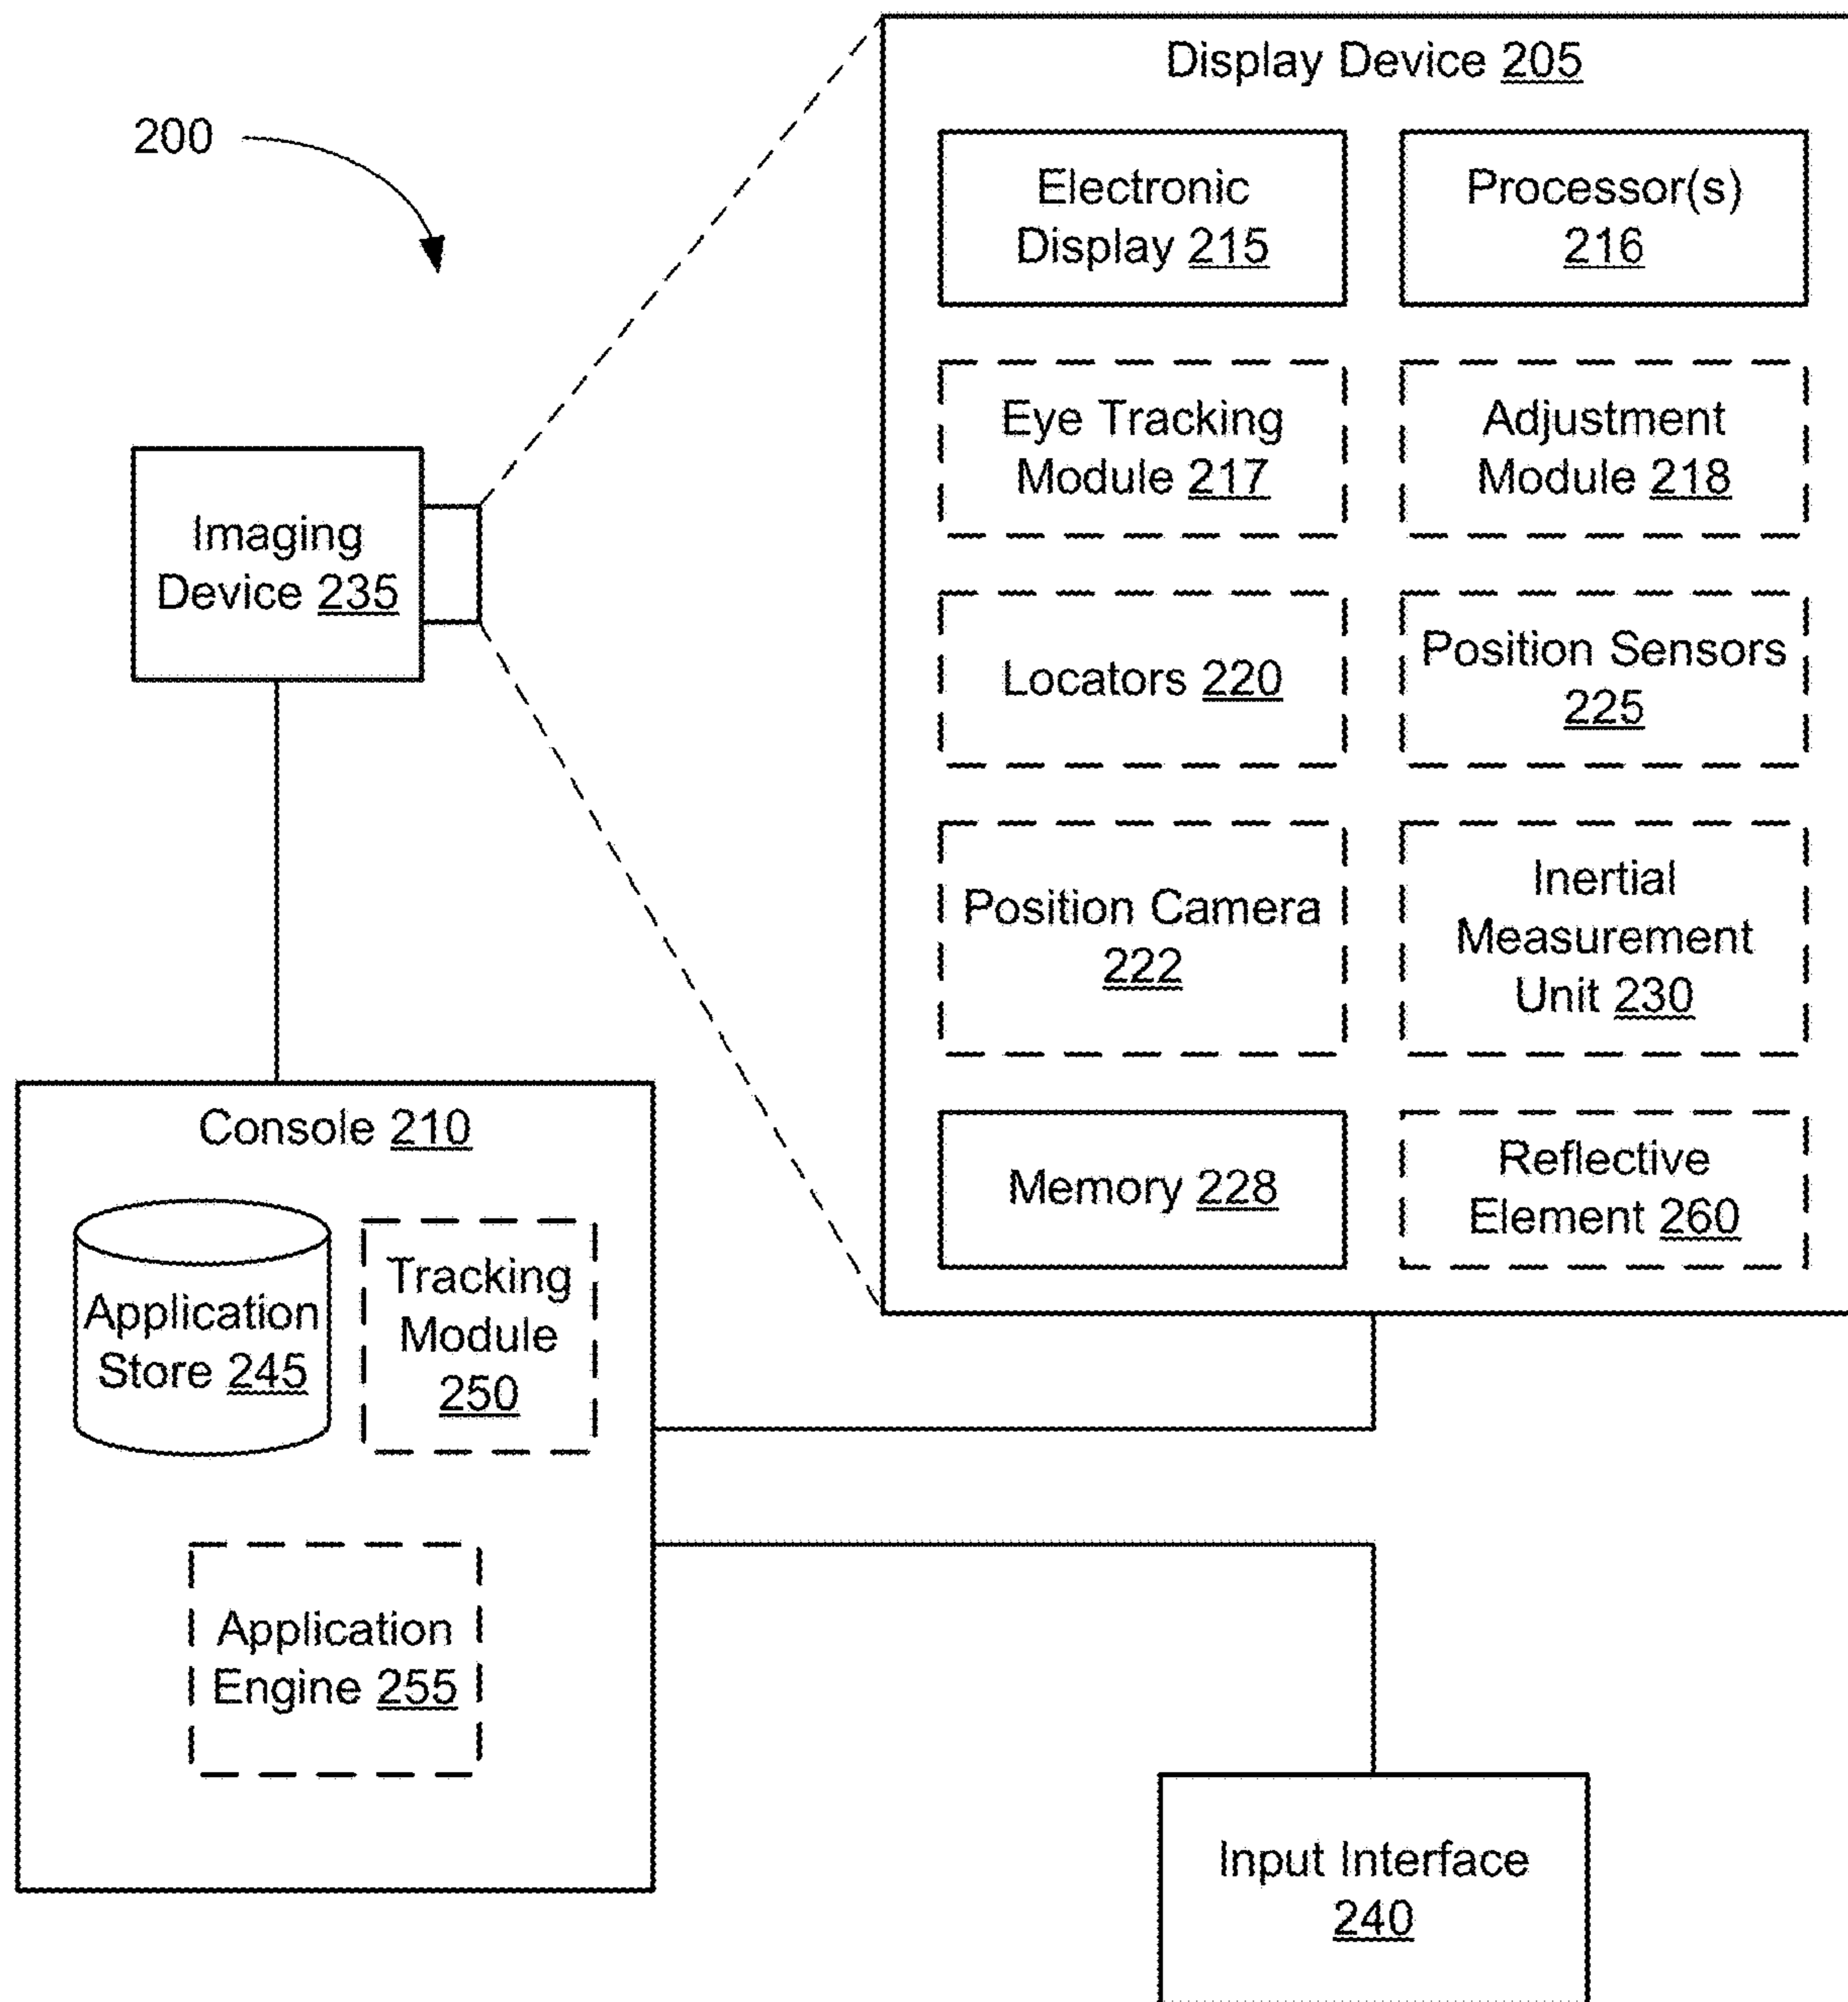 200
Display Device 205
Electronic
Display 215
Processor(s)
216
Eye Tracking
Module 217
Adjustment
Module 218
Imaging
Device 235
Locators 220
Position Sensors
225
Position Camera
222
Inertial
Measurement
Unit 230
Memory 228
Reflective
Element 260
Console 210
Application
Store 245
Tracking
Module
250
Application
Engine 255
Input Interface
240